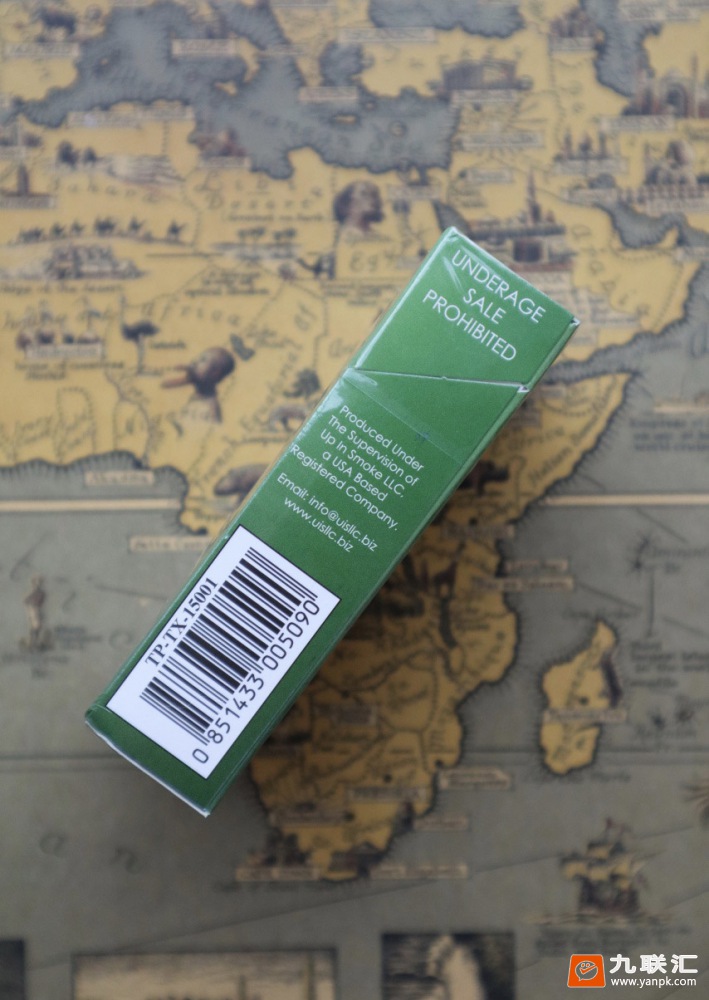 UNDERAGE
SALE
PROHIBITED
Produced Under
The Supervision of
Up In Smoke LLC.
a USA Based
Registered Company.
Email: info@uisllc.biz
www.uisllc.biz
TP-TX-15001
0 851433 005090
九联汇
www.yanpk.com